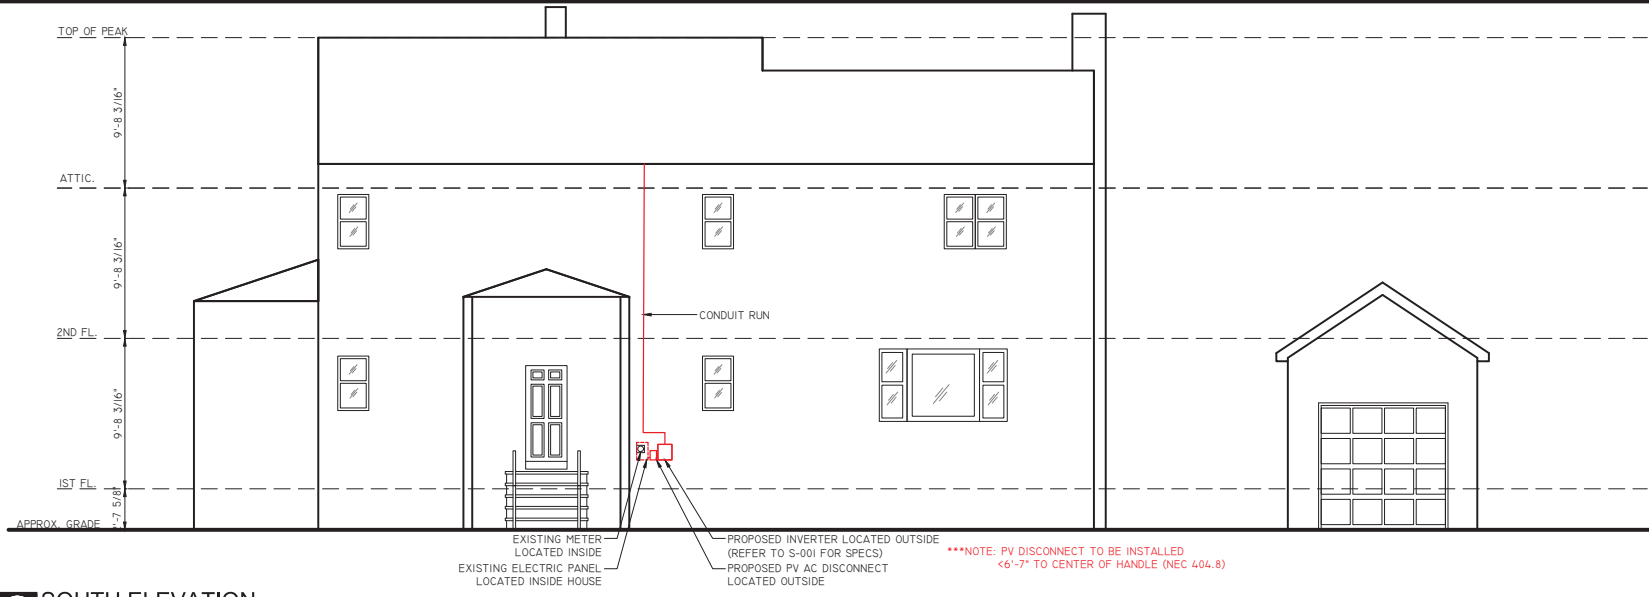 TOP OF PEAK
9'-8 3/16"
ATTIC.
9'-8 3/16"
CONDUIT RUN
2ND FL.
9'-8 3/16"
1ST FL.
'-7 5/8"
APPROX. GRADE
EXISTING METER
LOCATED INSIDE
EXISTING ELECTRIC PANEL
LOCATED INSIDE HOUSE
PROPOSED INVERTER LOCATED OUTSIDE
(REFER TO S-001 FOR SPECS)
PROPOSED PV AC DISCONNECT
LOCATED OUTSIDE
***NOTE: PV DISCONNECT TO BE INSTALLED
<6'-7" TO CENTER OF HANDLE (NEC 404.8)
SOUTH ELEVATION